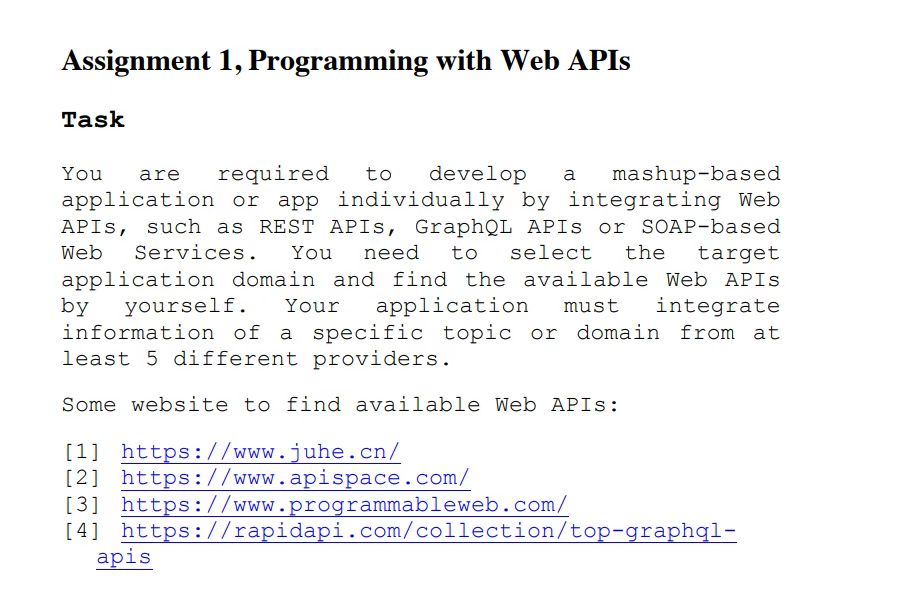 Assignment 1, Programming with Web APIs
Task
You are required to develop a mashup-based
application or app individually by integrating Web
APIs, such as REST APIs, GraphQL APIs or SOAP-based
Web Services. You need to select the target
application domain and find the available Web APIs
by yourself. Your application must integrate
information of a specific topic or domain from at
least 5 different providers.
Some website to find available Web APIs:
[1] https://www.juhe.cn/
[2] https://www.apispace.com/
[3] https://www.programmableweb.com/
[4] https://rapidapi.com/collection/top-graphql-
apis